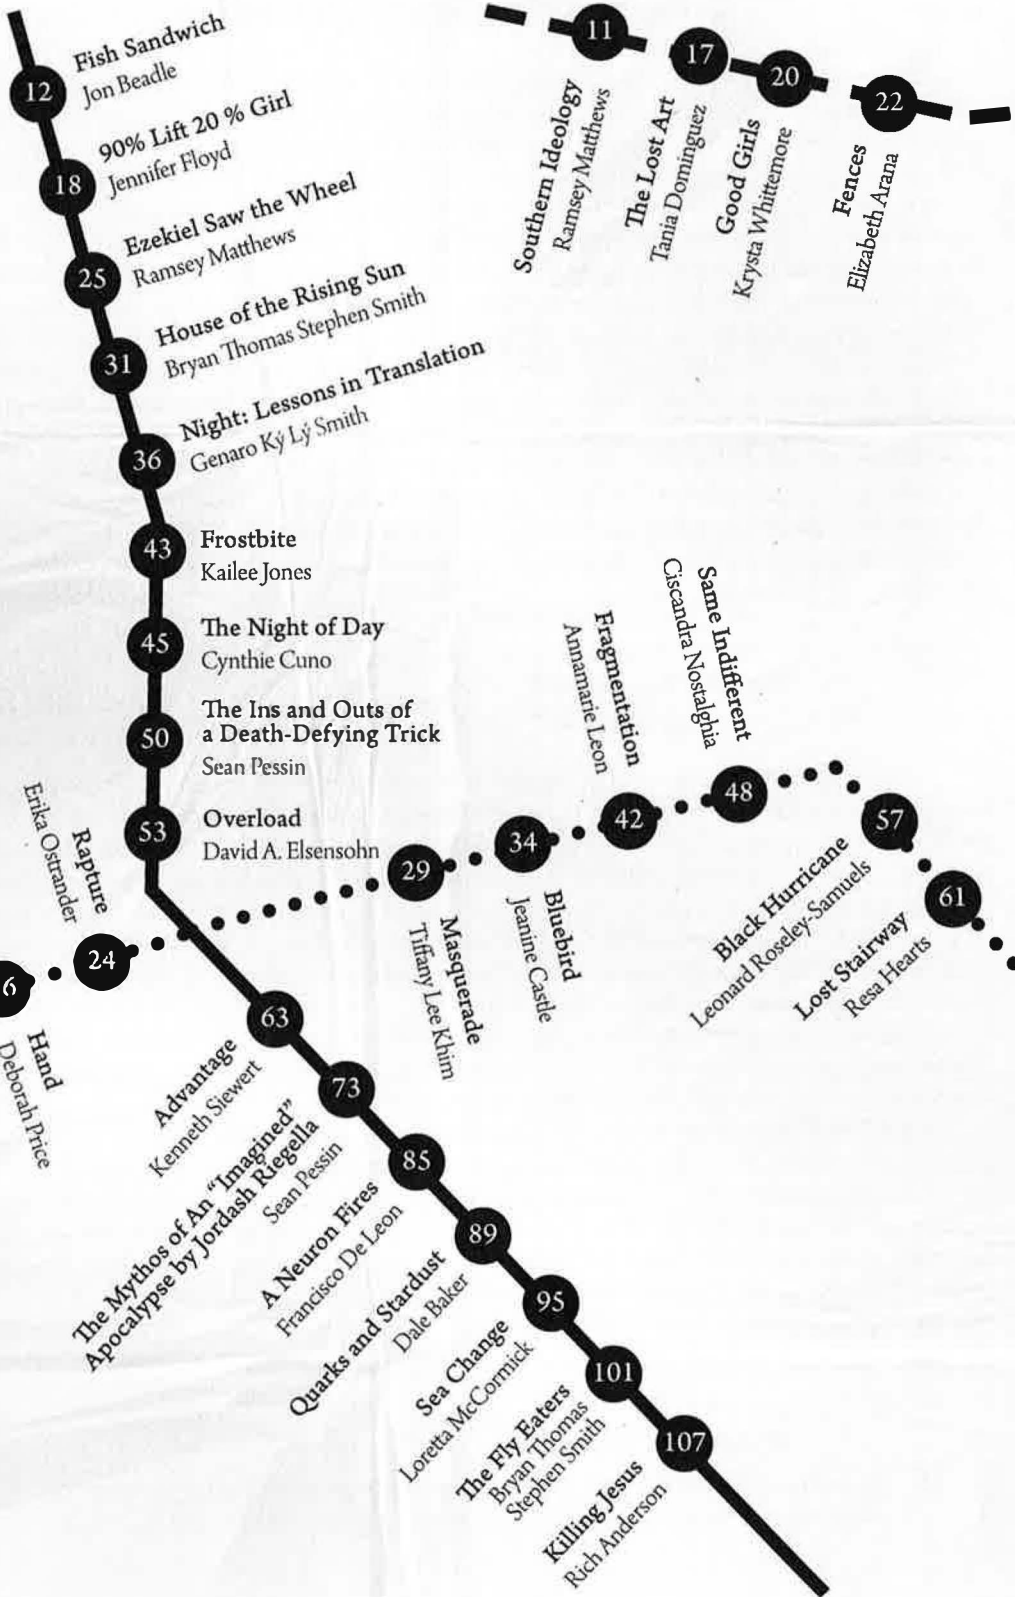 12
Fish Sandwich
Jon Beadle
18
90% Lift 20 % Girl
Jennifer Floyd
25
Ezekiel Saw the Wheel
Ramsey Matthews
31
House of the Rising Sun
Bryan Thomas Stephen Smith
36
Night: Lessons in Translation
Genaro Ký Lý Smith
43
Frostbite
Kailee Jones
45
The Night of Day
Cynthie Cuno
50
The Ins and Outs of
a Death-Defying Trick
Sean Pessin
53
Overload
David A. Elsensohn
63
Advantage
Kenneth Siewert
73
The Mythos of An “Imagined”
Apocalypse by Jordash Riegella
Sean Pessin
85
A Neuron Fires
Francisco De Leon
89
Quarks and Stardust
Dale Baker
95
Sea Change
Loretta McCormick
101
The Fly Eaters
Bryan Thomas
Stephen Smith
107
Killing Jesus
Rich Anderson
11
Southern Ideology
Ramsey Matthews
17
The Lost Art
Tania Dominguez
20
Good Girls
Krysta Whittemore
22
Fences
Elizabeth Arana
6
Hand
Deborah Price
24
Rapture
Erika Ostrander
29
Masquerade
Tiffany Lee Khim
34
Bluebird
Jeanine Castle
42
Fragmentation
Annamarie Leon
48
Same Indifferent
Ciscandra Nostalghia
57
Black Hurricane
Leonard Roseley-Samuels
61
Lost Stairway
Resa Hearts